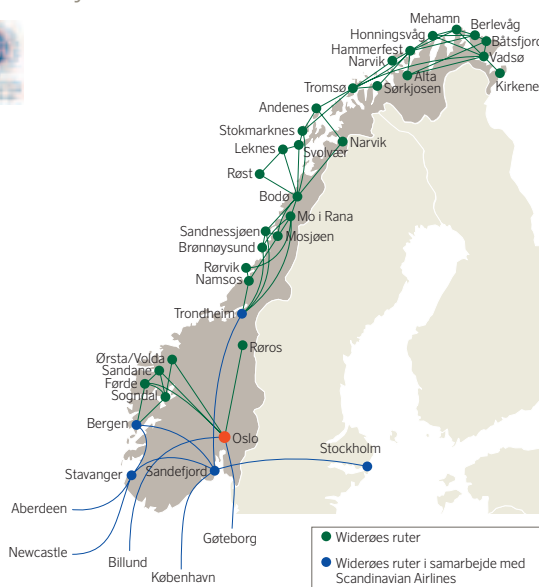 Mehamn
Berlevåg
Honningsvåg
Båtsfjord
Hammerfest
Vadsø
Narvik
Alta
Kirkene
Tromsø
Sørkjosen
Andenes
Stokmarknes
Narvik
Leknes
Svolvær
Røst
Bodø
Mo i Rana
Sandnessjøen
Mosjøen
Brønnøysund
Rørvik
Namsos
Trondheim
Røros
Ørsta/Volda
Sandane
Førde
Sogndal
Bergen
Oslo
Stockholm
Stavanger
Sandefjord
Aberdeen
Gøteborg
Newcastle
Billund
København
Widerøes ruter
Widerøes ruter i samarbejde med
Scandinavian Airlines